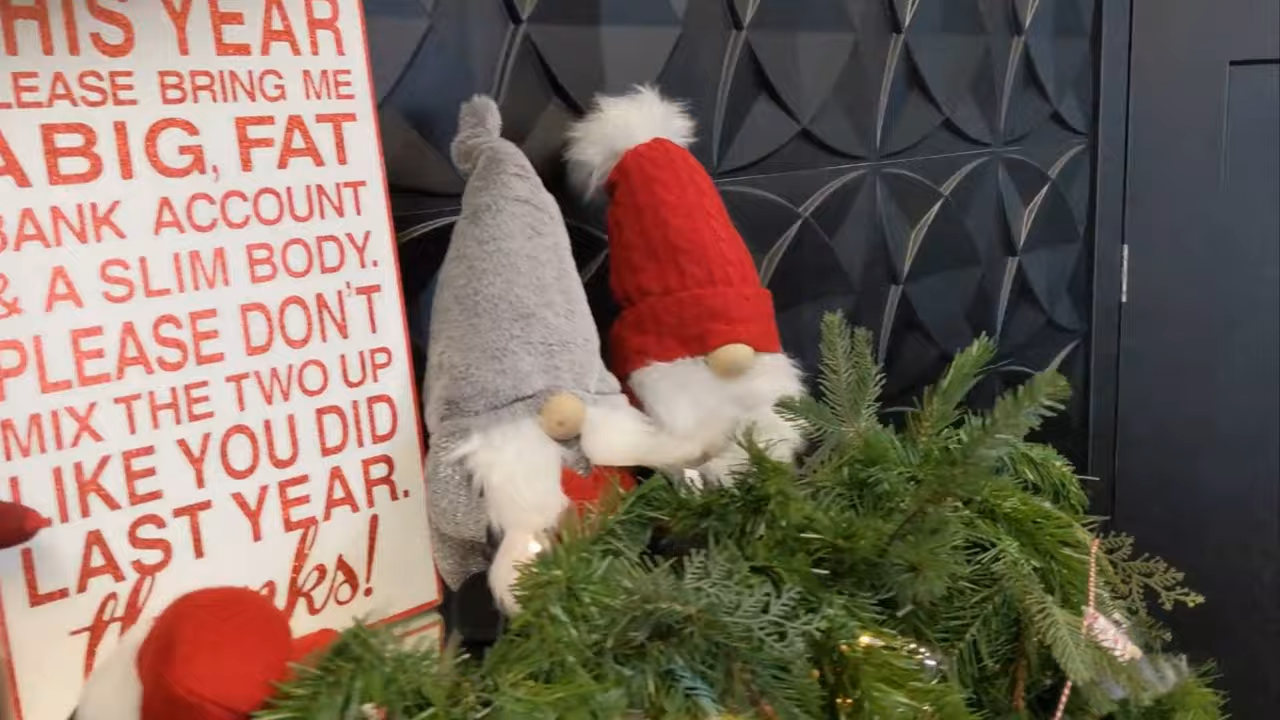 HIS YEAR
LEASE BRING ME
A BIG, FAT
BANK ACCOUNT
& A SLIM BODY.
PLEASE DON'T
MIX THE TWO UP
LIKE YOU DID
LAST YEAR.
thanks!